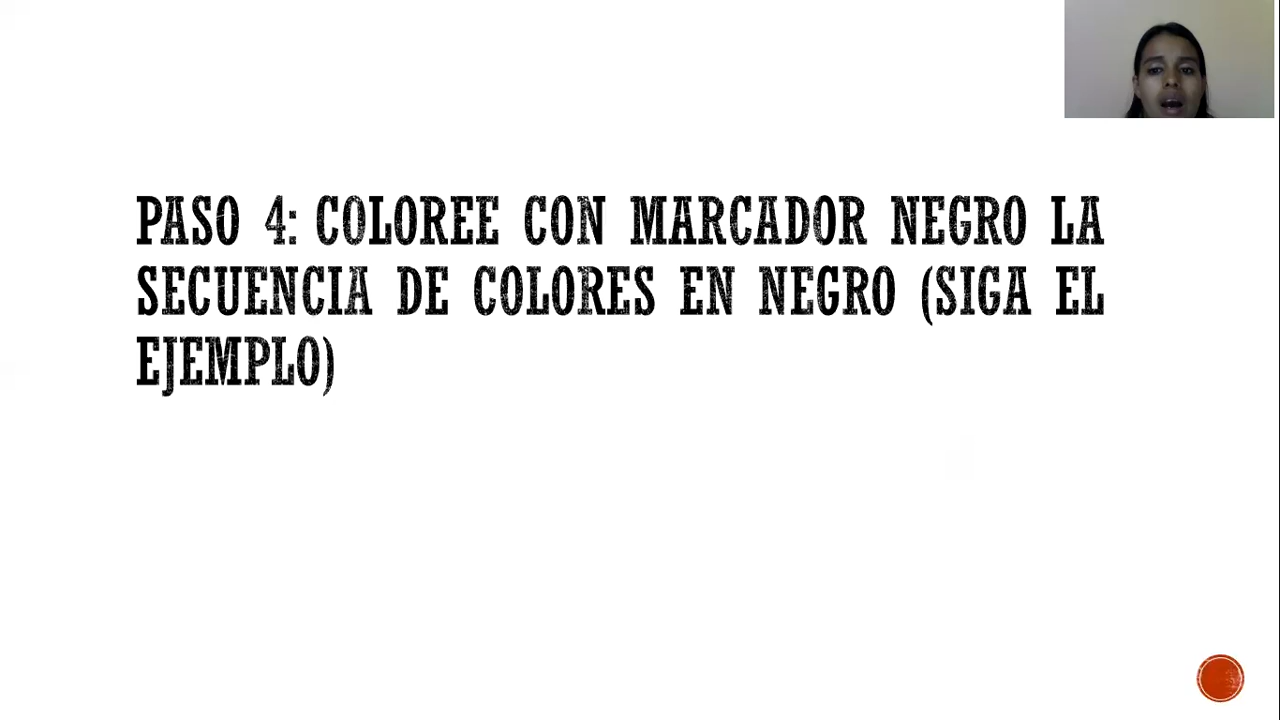 PASO 4: COLOREE CON MARCADOR NEGRO LA
SECUENCIA DE COLORES EN NEGRO (SIGA EL
EJEMPLO)